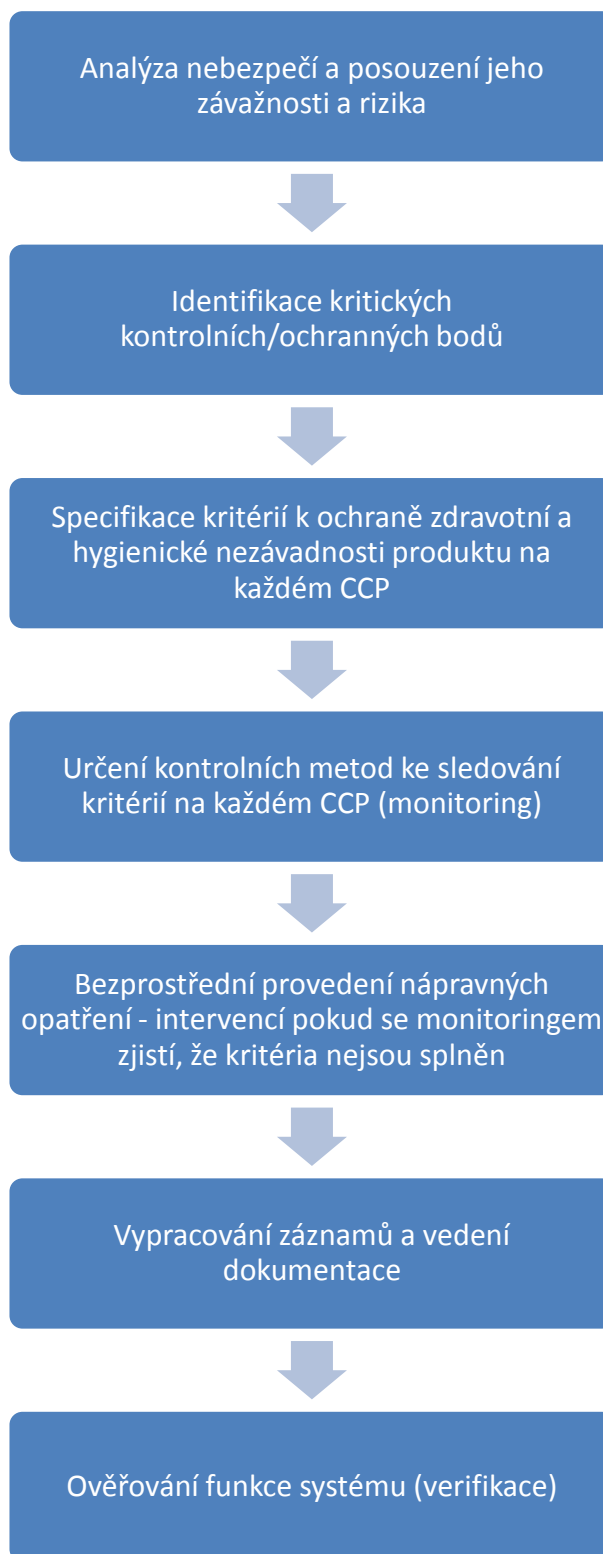 Analýza nebezpečí a posouzení jeho
závažnosti a rizika
Identifikace kritických
kontrolních/ochranných bodů
Specifikace kritérií k ochraně zdravotní a
hygienické nezávadnosti produktu na
každém CCP
Určení kontrolních metod ke sledování
kritérií na každém CCP (monitoring)
Bezprostřední provedení nápravných
opatření - intervencí pokud se monitoringem
zjistí, že kritéria nejsou splněn
Vypracování záznamů a vedení
dokumentace
Ověřování funkce systému (verifikace)